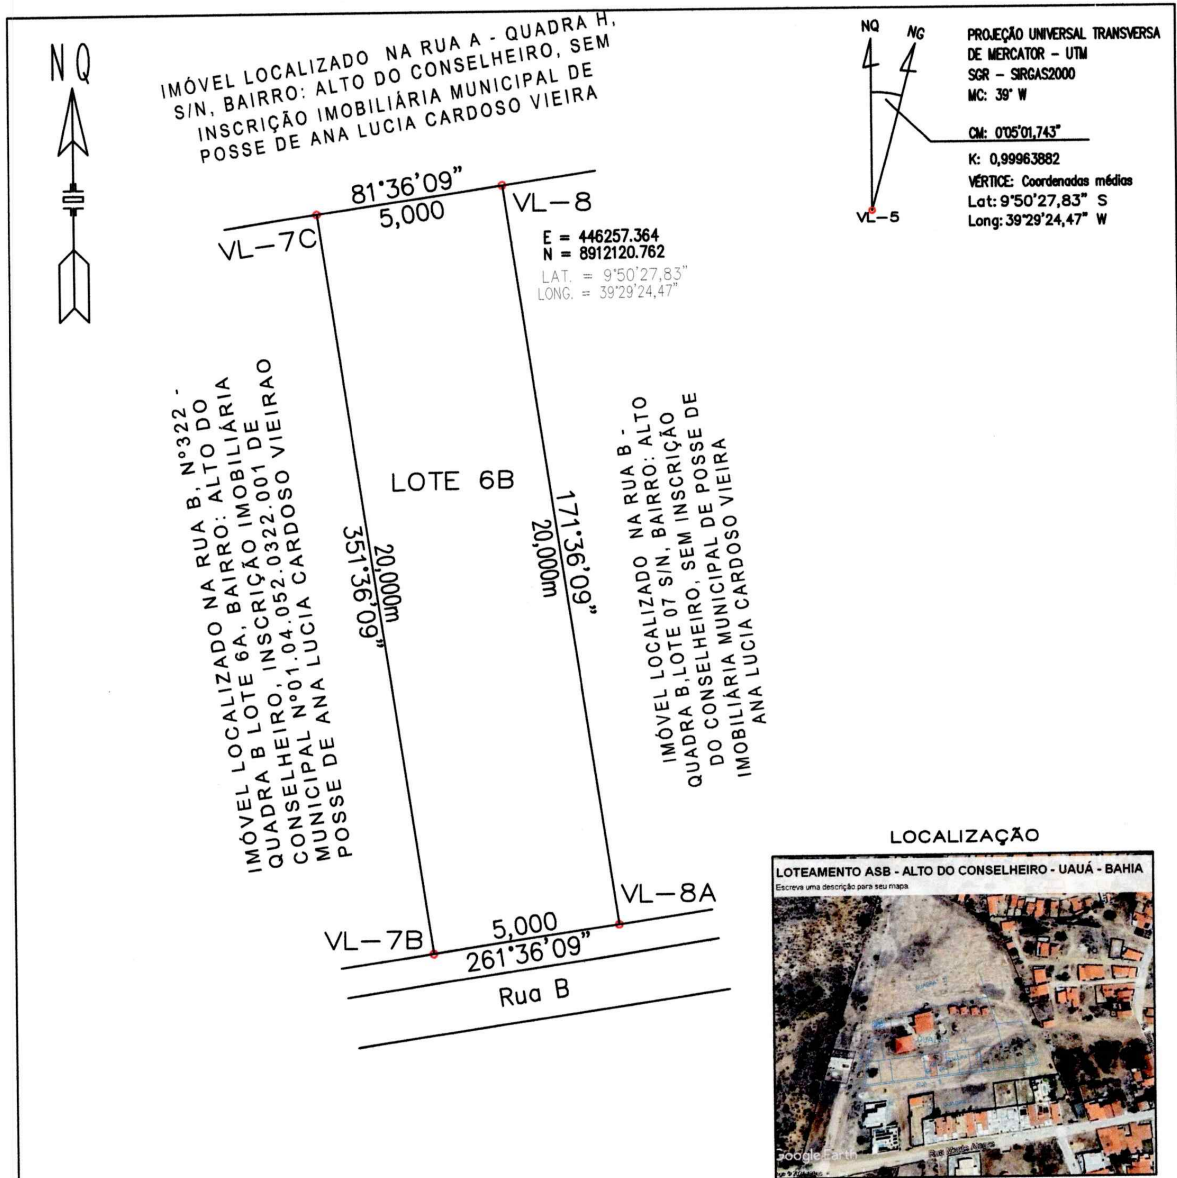 N Q
IMÓVEL LOCALIZADO NA RUA A - QUADRA H,
S/N, BAIRRO: ALTO DO CONSELHEIRO, SEM
INSCRIÇÃO IMOBILIÁRIA MUNICIPAL DE
POSSE DE ANA LUCIA CARDOSO VIEIRA
NQ
NG
VL-5
PROJEÇÃO UNIVERSAL TRANSVERSA
DE MERCATOR - UTM
SGR - SIRGAS2000
MC: 39° W
CM: 0°05'01,743"
K: 0,99963882
VÉRTICE: Coordenadas médias
Lat: 9°50'27,83" S
Long: 39°29'24,47" W
81°36'09"
5,000
VL-7C
VL-8
E = 446257.364
N = 8912120.762
LAT. = 9°50'27,83"
LONG. = 39°29'24,47"
IMÓVEL LOCALIZADO NA RUA B, Nº322 -
QUADRA B LOTE 6A, BAIRRO: ALTO DO
CONSELHEIRO, INSCRIÇÃO IMOBILIÁRIA
MUNICIPAL Nº01.04.052.0322.001 DE
POSSE DE ANA LUCIA CARDOSO VIEIRAO
351°36'09"
20,000m
LOTE 6B
171°36'09"
20,000m
IMÓVEL LOCALIZADO NA RUA B -
QUADRA B,LOTE 07 S/N, BAIRRO: ALTO
DO CONSELHEIRO, SEM INSCRIÇÃO
IMOBILIÁRIA MUNICIPAL DE POSSE DE
ANA LUCIA CARDOSO VIEIRA
VL-7B
5,000
261°36'09"
VL-8A
Rua B
LOCALIZAÇÃO
LOTEAMENTO ASB - ALTO DO CONSELHEIRO - UAUÁ - BAHIA
Escreva uma descrição para seu mapa.
Google Earth